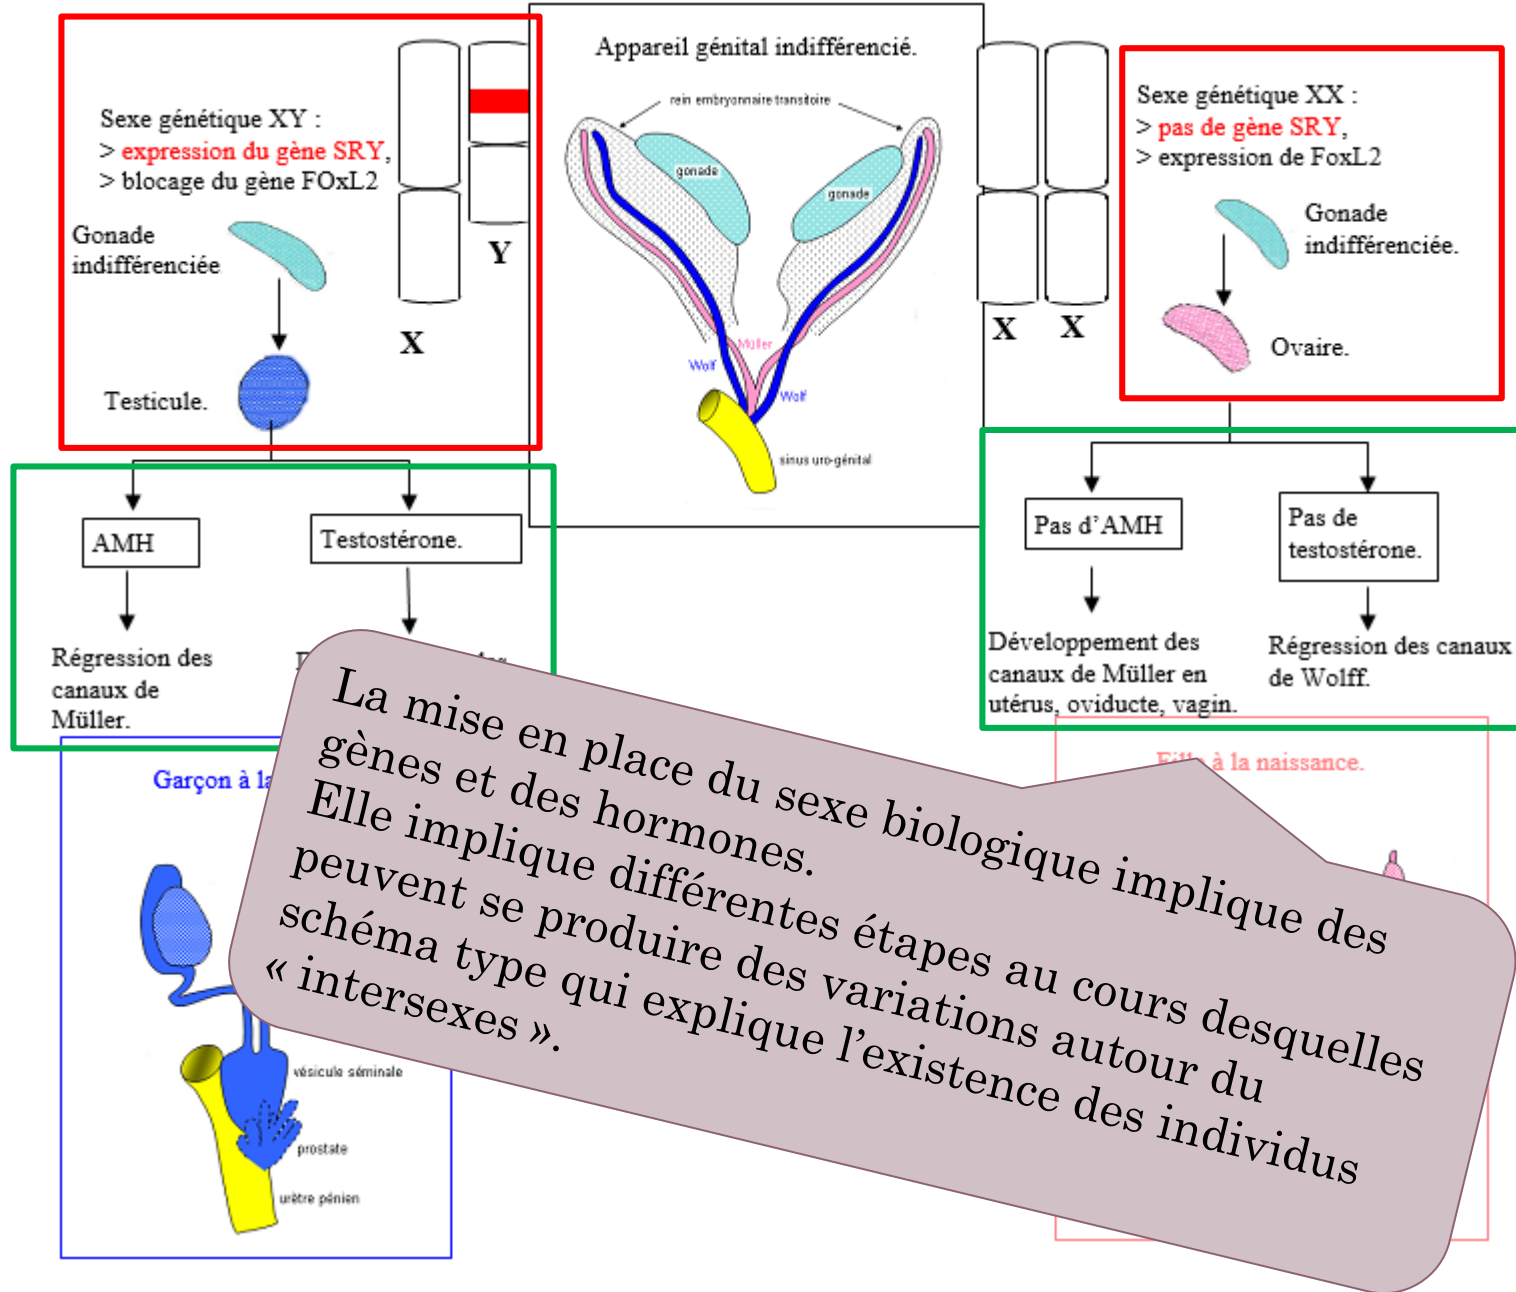 Appareil génital indifférencié.
rein embryonnaire transitoire
gonade
gonade
Müller
Wolf
Wolf
sinus uro-génital
Sexe génétique XY :
> expression du gène SRY,
> blocage du gène FOxL2
Gonade
indifférenciée
Testicule.
X
Y
X
X
Sexe génétique XX :
> pas de gène SRY,
> expression de FoxL2
Gonade
indifférenciée.
Ovaire.
AMH
Testostérone.
Régression des
canaux de
Müller.
Pas d’AMH
Pas de
testostérone.
Développement des
canaux de Müller en
utérus, oviducte, vagin.
Régression des canaux
de Wolff.
Garçon à la
à la naissance.
vésicule séminale
prostate
urètre pénien
La mise en place du sexe biologique implique des
gènes et des hormones.
Elle implique différentes étapes au cours desquelles
peuvent se produire des variations autour du
schéma type qui explique l’existence des individus
« intersexes ».